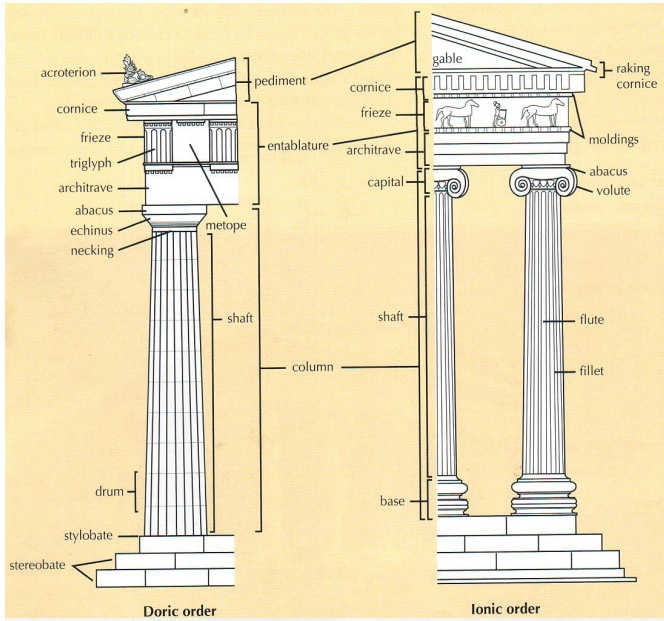 acroterion
cornice
frieze
triglyph
architrave
abacus
echinus
necking
drum
stylobate
stereobate
pediment
entablature
metope
shaft
column
Doric order
gable
cornice
frieze
architrave
capital
shaft
base
raking
cornice
moldings
abacus
volute
flute
fillet
Ionic order